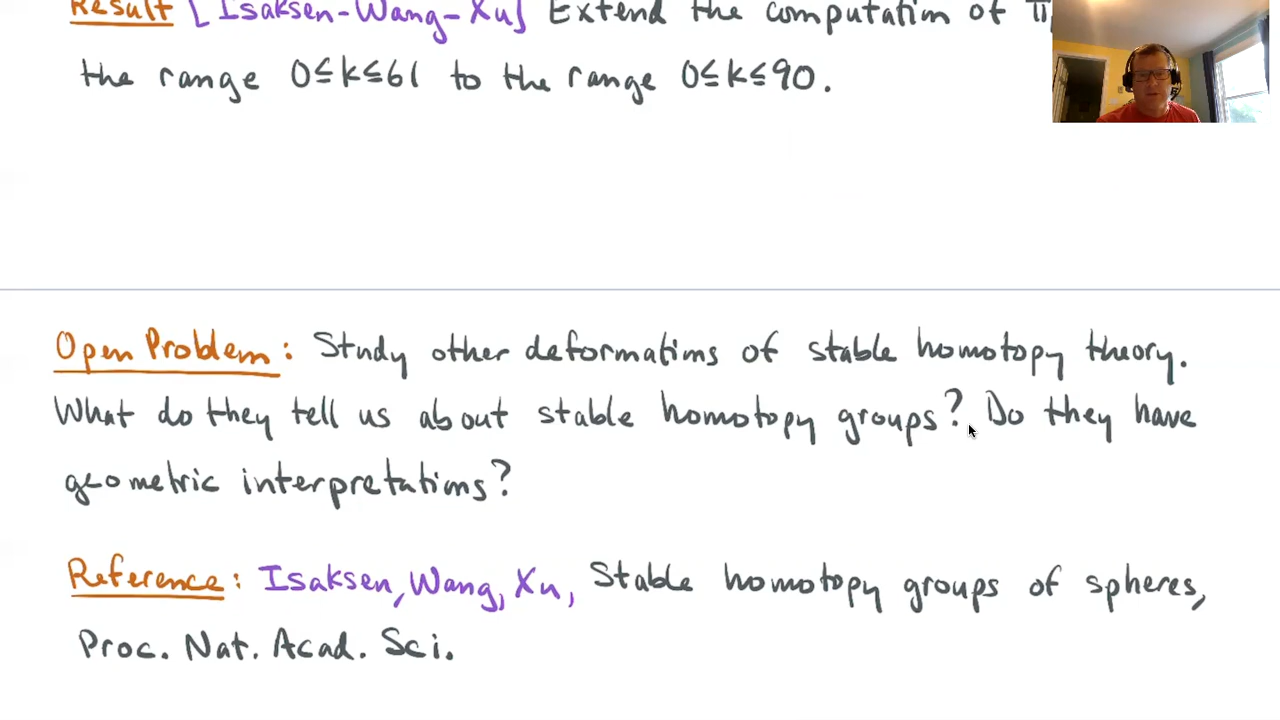 Result [Isaksen-Wang-Xu] Extend the computation of π
the range 0≤k≤61 to the range 0≤k≤90.
Open Problem: Study other deformations of stable homotopy theory.
What do they tell us about stable homotopy groups? Do they have
geometric interpretations?
Reference: Isaksen, Wang, Xu, Stable homotopy groups of spheres,
Proc. Nat. Acad. Sci.